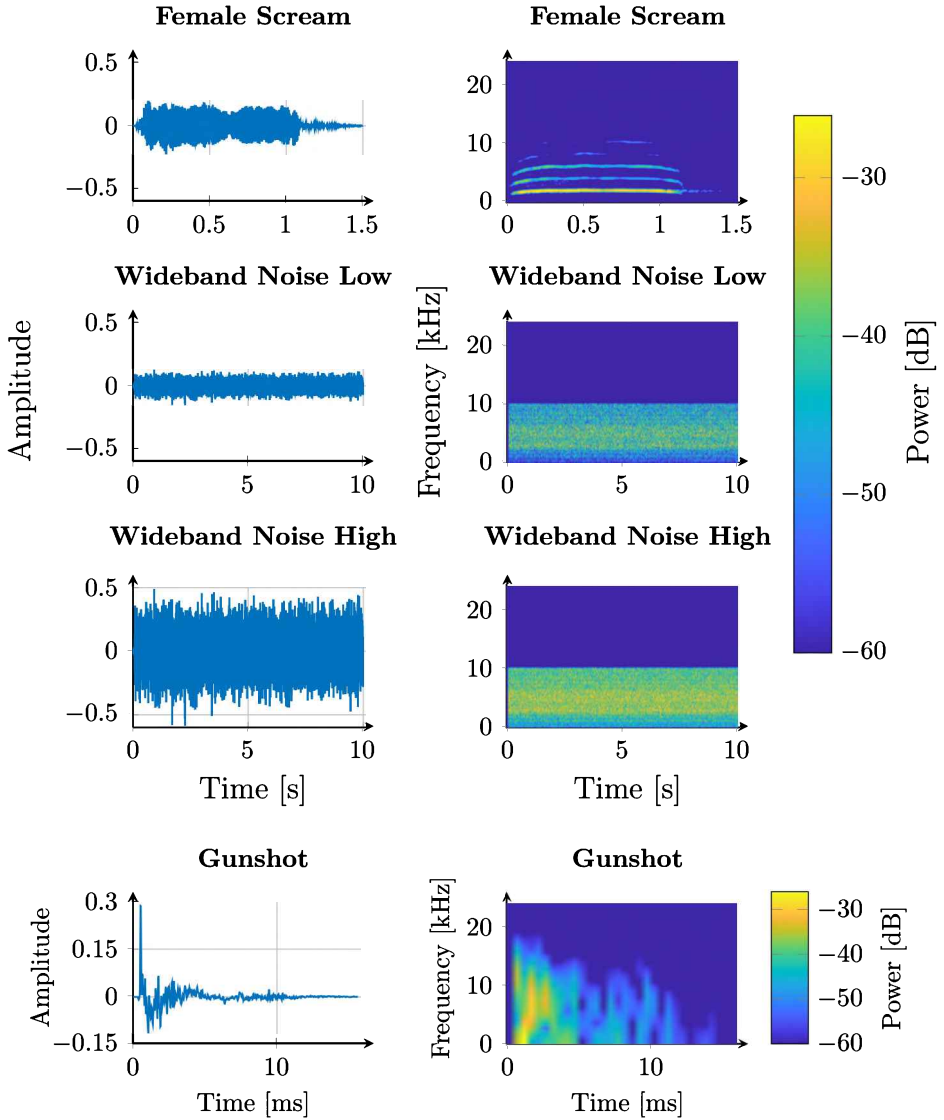 Female Scream
Female Scream
0.5
0
−0.5
0 0.5 1 1.5
20
10
0
0 0.5 1 1.5
Wideband Noise Low
Wideband Noise Low
0.5
0
−0.5
0 5 10
20
10
0
0 5 10
Amplitude
Frequency [kHz]
−30
−40
−50
−60
Power [dB]
Wideband Noise High
Wideband Noise High
0.5
0
−0.5
0 5 10
Time [s]
20
10
0
0 5 10
Time [s]
Gunshot
Gunshot
Amplitude
0.3
0.15
0
−0.15
0 10
Time [ms]
Frequency [kHz]
20
10
0
0 10
Time [ms]
−30
−40
−50
−60
Power [dB]